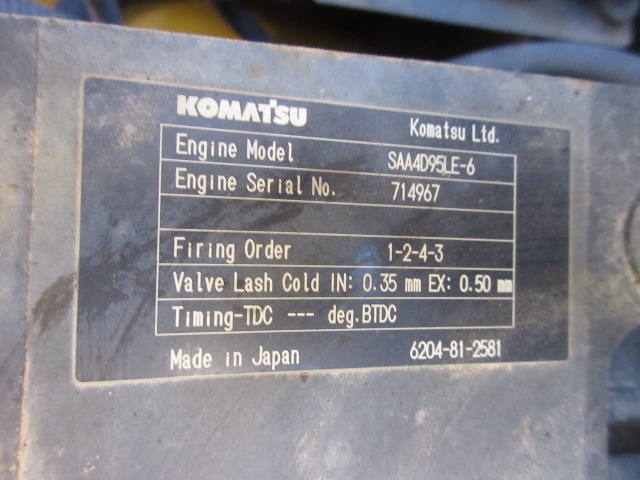 KOMATSU
Komatsu Ltd.
Engine Model SAA4D95LE-6
Engine Serial No. 714967
Firing Order 1-2-4-3
Valve Lash Cold IN: 0.35 mm EX: 0.50 mm
Timing-TDC --- deg.BTDC
Made in Japan 6204-81-2581